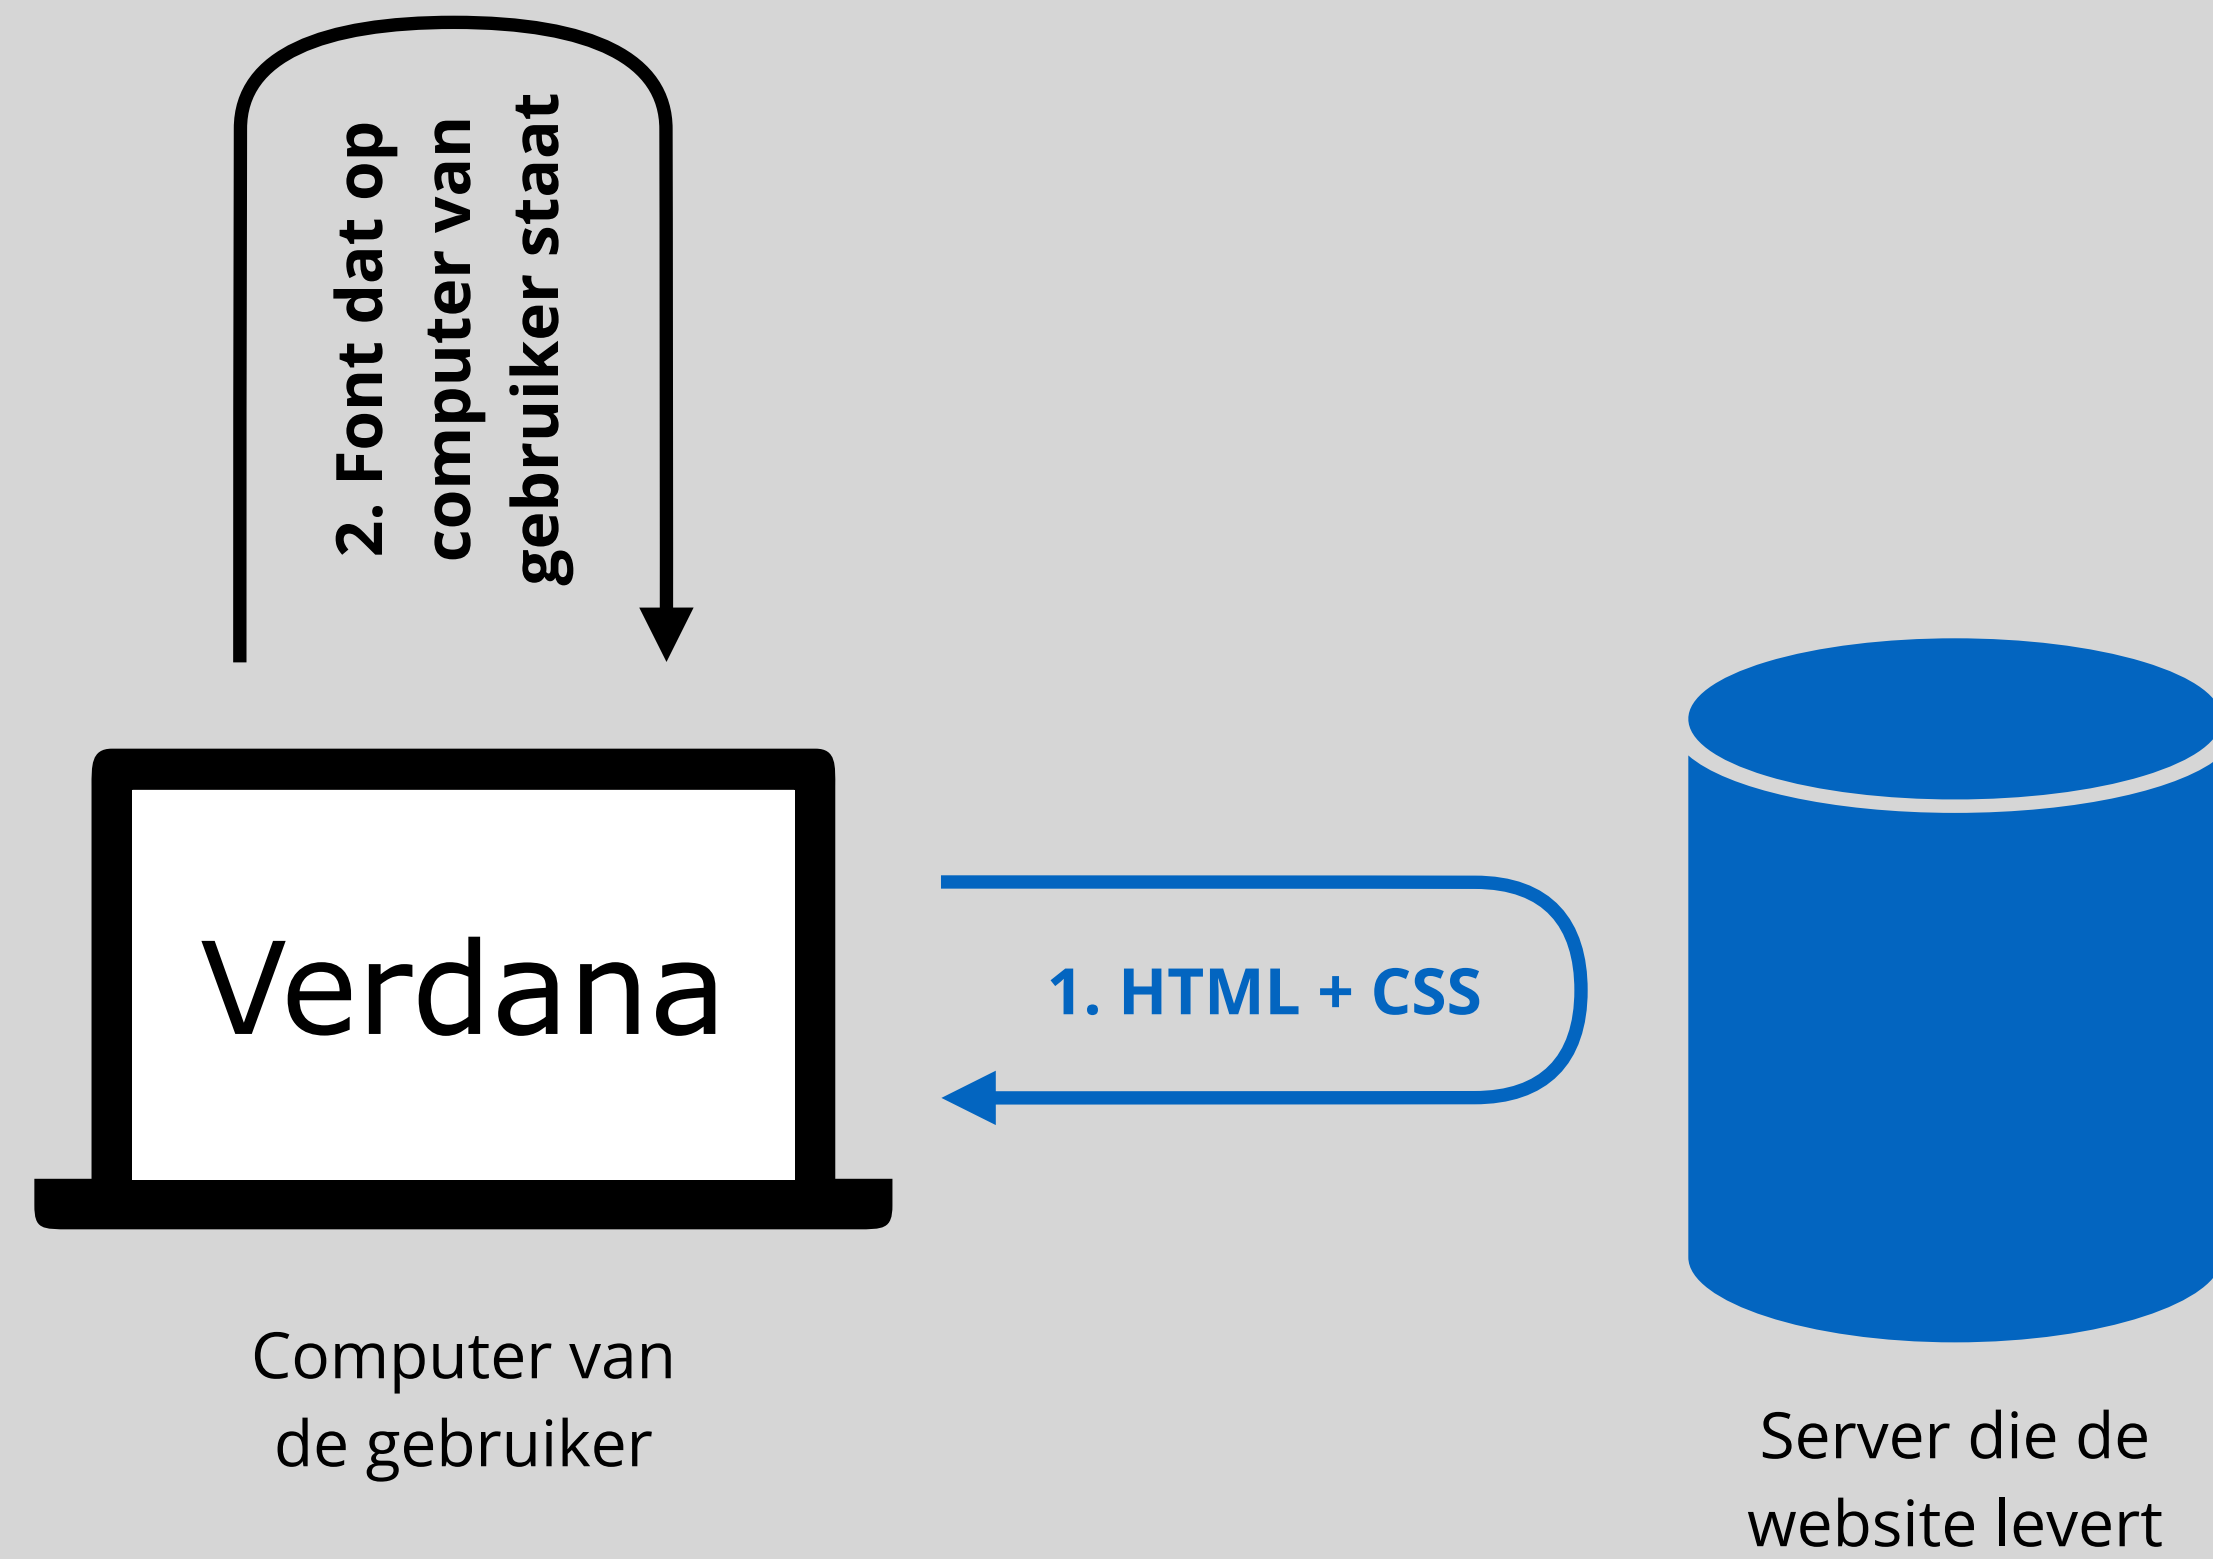 2. Font dat op
computer van
gebruiker staat
Verdana
1. HTML + CSS
Computer van
de gebruiker
Server die de
website levert